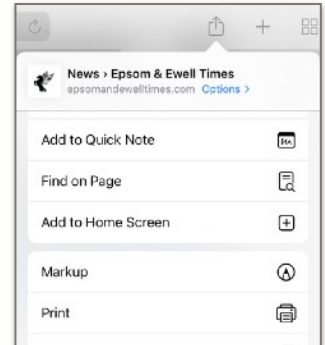 News › Epsom & Ewell Times
epsomandewelltimes.com Options >
Add to Quick Note
Find on Page
Add to Home Screen
Markup
Print